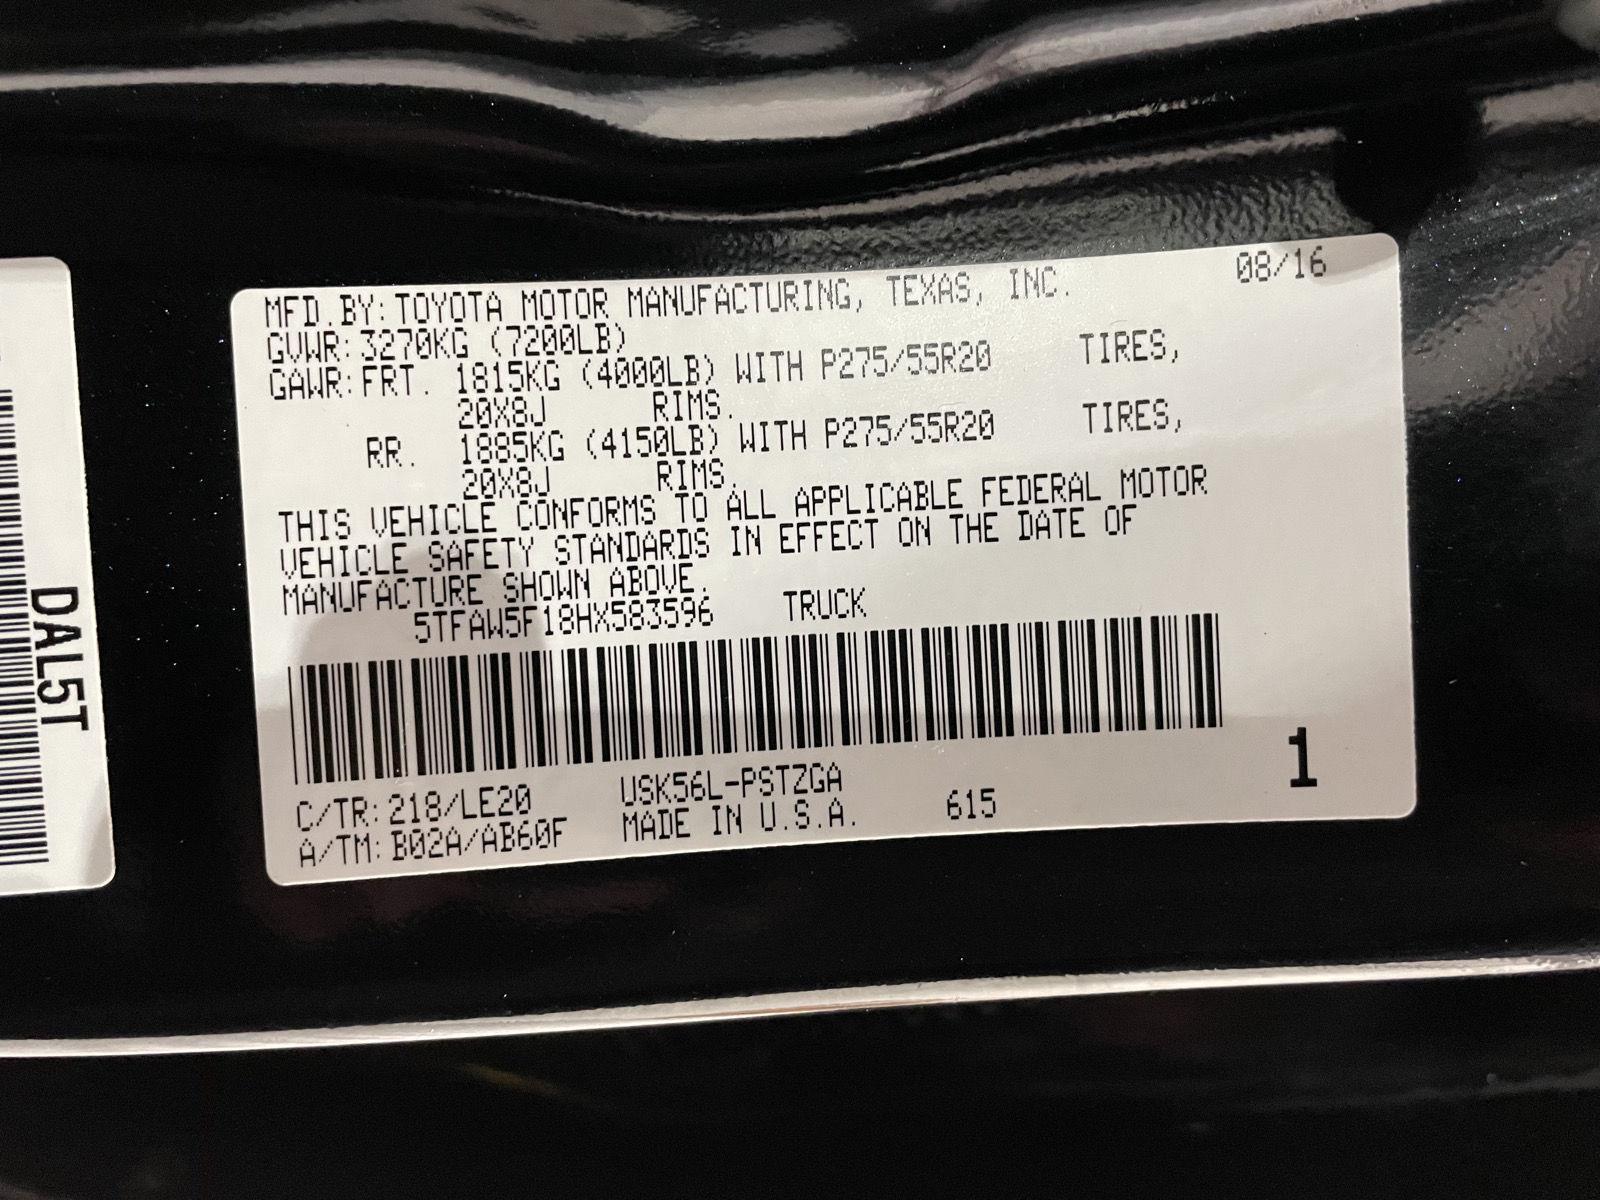 MFD. BY: TOYOTA MOTOR MANUFACTURING, TEXAS, INC. 08/16
GVWR: 3270KG (7200LB)
GAWR: FRT. 1815KG (4000LB) WITH P275/55R20 TIRES,
20X8J RIMS.
RR. 1885KG (4150LB) WITH P275/55R20 TIRES,
20X8J RIMS.
THIS VEHICLE CONFORMS TO ALL APPLICABLE FEDERAL MOTOR
VEHICLE SAFETY STANDARDS IN EFFECT ON THE DATE OF
MANUFACTURE SHOWN ABOVE.
5TFAW5F18HX583596 TRUCK
C/TR: 218/LE20 USK56L-PSTZGA
A/TM: B02A/AB60F MADE IN U.S.A. 615
1
DAL5T